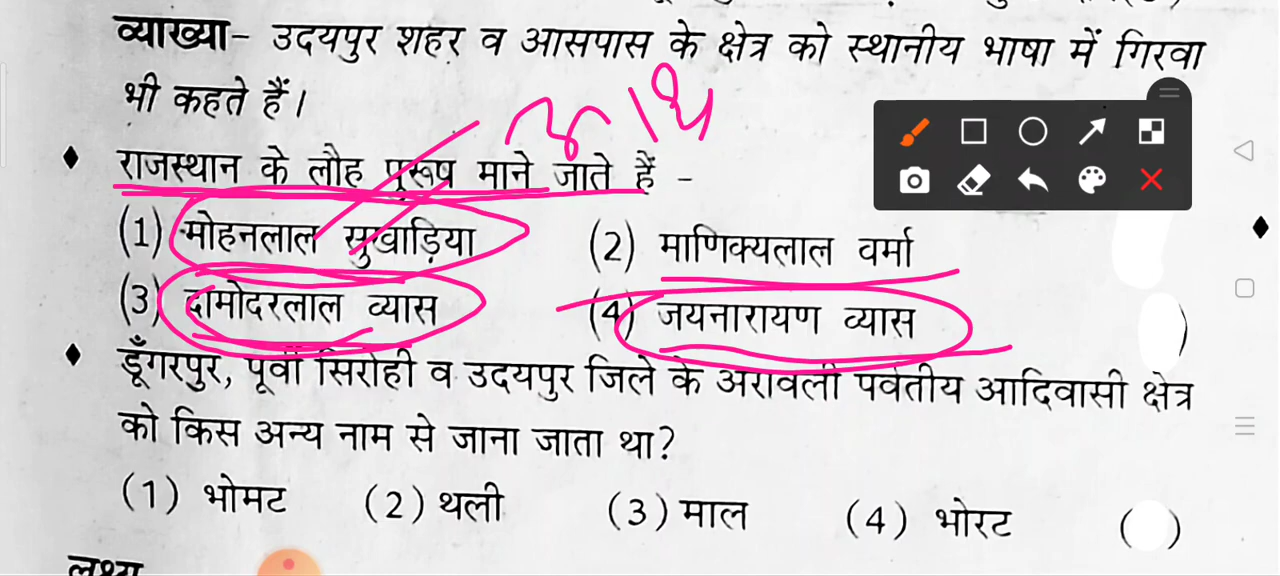 व्याख्या– उदयपुर शहर व आसपास के क्षेत्र को स्थानीय भाषा में गिरवा
भी कहते हैं।
♦ राजस्थान के लौह पुरूष माने जाते हैं –
(1) मोहनलाल सुखाड़िया (2) माणिक्यलाल वर्मा
(3) दामोदरलाल व्यास (4) जयनारायण व्यास )
♦ डूँगरपुर, पूर्वी सिरोही व उदयपुर जिले के अरावली पर्वतीय आदिवासी क्षेत्र
को किस अन्य नाम से जाना जाता था?
(1) भोमट (2) थली (3) माल (4) भोरट ( )